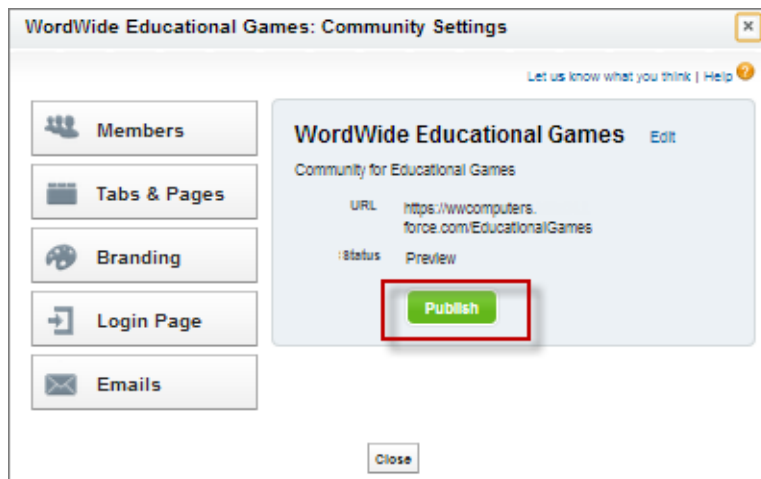 WordWide Educational Games: Community Settings
Let us know what you think | Help
Members
Tabs & Pages
Branding
Login Page
Emails
WordWide Educational Games Edit
Community for Educational Games
URL https://wwcomputers.
force.com/EducationalGames
Status Preview
Publish
Close